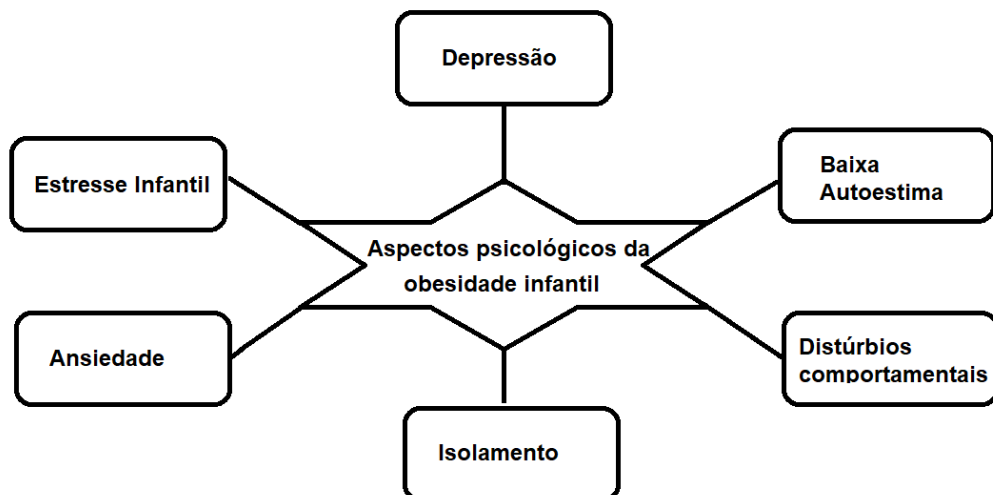 Depressão
Estresse Infantil
Baixa
Autoestima
Aspectos psicológicos da
obesidade infantil
Ansiedade
Distúrbios
comportamentais
Isolamento